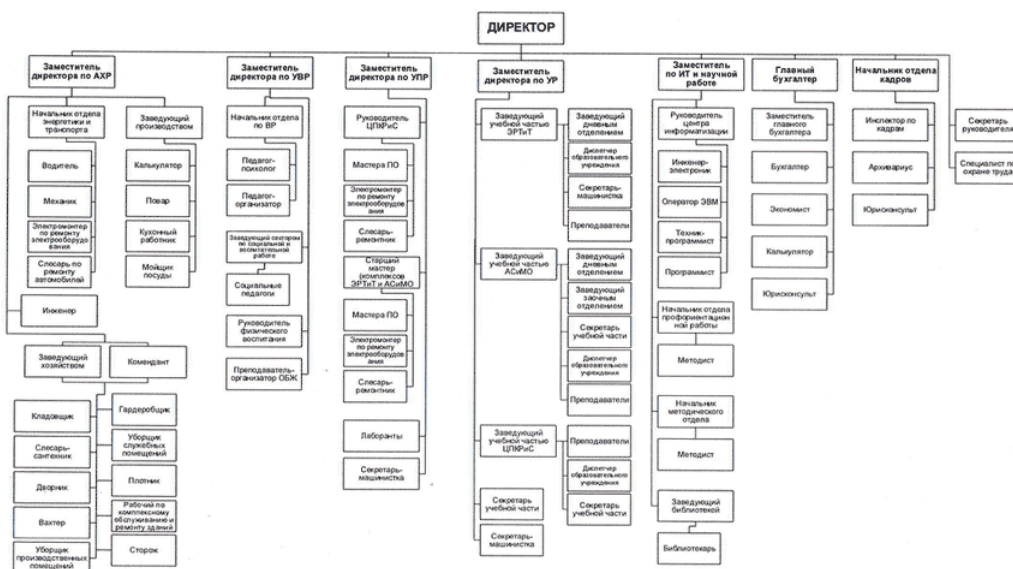 ДИРЕКТОР
Заместитель
директора по АХР
Начальник отдела
энергетики и
транспорта
Водитель
Механик
Электромонтер
по ремонту
электрооборудо
вания
Слесарь по
ремонту
автомобилей
Инженер
Заведующий
производством
Калькулятор
Повар
Кухонный
работник
Мойщик
посуды
Заведующий
хозяйством
Комендант
Кладовщик
Слесарь-
сантехник
Дворник
Вахтер
Уборщик
производственных
помещений
Гардеробщик
Уборщик
служебных
помещений
Плотник
Рабочий по
комплексному
обслуживанию и
ремонту зданий
Сторож
Заместитель
директора по УВР
Начальник отдела
по ВР
Педагог-
психолог
Педагог-
организатор
Заведующий сектором
по социальной и
воспитательной
работе
Социальные
педагоги
Руководитель
физического
воспитания
Преподаватель-
организатор ОБЖ
Заместитель
директора по УПР
Руководитель
ЦПКРиС
Мастера ПО
Электромонтер
по ремонту
электрооборудов
ания
Слесарь-
ремонтник
Старший
мастер
(комплексов
ЭРТиТ и АСиМО
Мастера ПО
Электромонтер
по ремонту
электрооборудов
ания
Слесарь-
ремонтник
Лаборанты
Секретарь-
машинистка
Заместитель
директора по УР
Заведующий
учебной частью
ЭРТиТ
Заведующий
дневным
отделением
Диспетчер
образовательного
учреждения
Секретарь-
машинистка
Преподаватели
Заведующий
учебной частью
АСиМО
Заведующий
дневным
отделением
Заведующий
заочным
отделением
Секретарь
учебной части
Диспетчер
образовательного
учреждения
Преподаватели
Заведующий
учебной частью
ЦПКРиС
Преподаватели
Диспетчер
образовательного
учреждения
Секретарь
учебной части
Секретарь
учебной части
Секретарь-
машинистка
Заместитель
по ИТ и научной
работе
Руководитель
центра
информатизации
Инженер-
электроник
Оператор ЭВМ
Техник-
программист
Программист
Начальник отдела
профориентацион
ной работы
Методист
Начальник
методического
отдела
Методист
Заведующий
библиотекой
Библиотекарь
Главный
бухгалтер
Заместитель
главного
бухгалтера
Бухгалтер
Экономист
Калькулятор
Юрисконсульт
Начальник отдела
кадров
Инспектор по
кадрам
Архивариус
Юрисконсульт
Секретарь
руководителя
Специалист по
охране труда